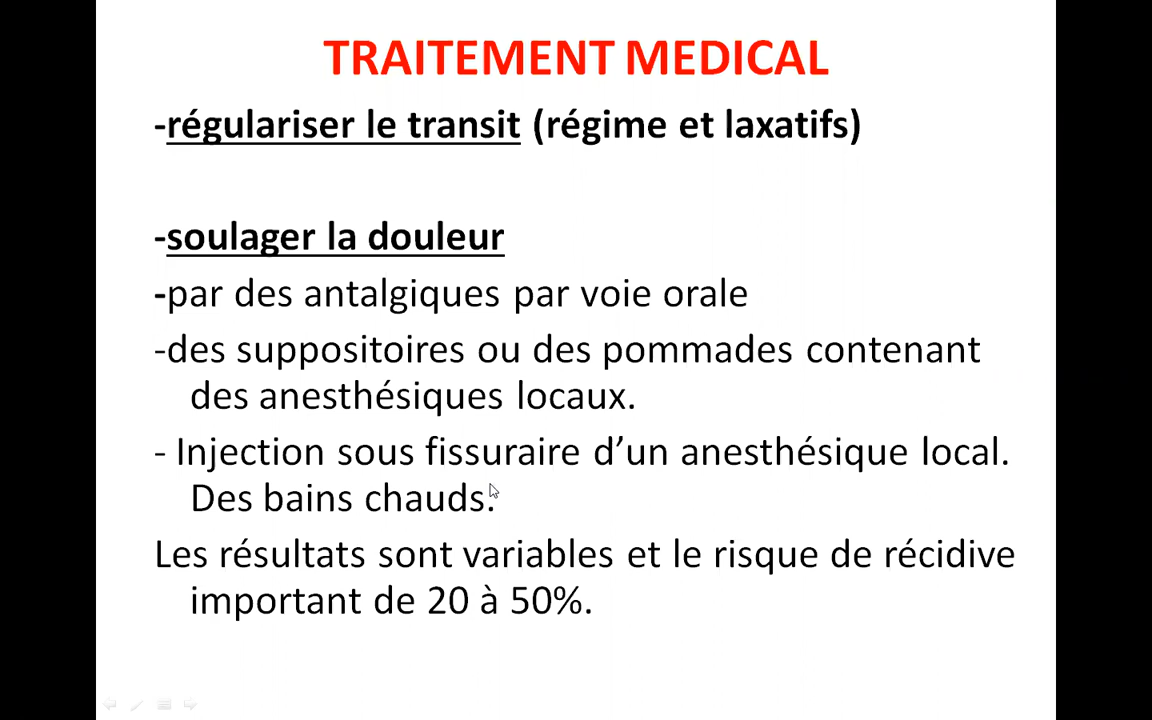 TRAITEMENT MEDICAL
-régulariser le transit (régime et laxatifs)
-soulager la douleur
-par des antalgiques par voie orale
-des suppositoires ou des pommades contenant
des anesthésiques locaux.
- Injection sous fissuraire d’un anesthésique local.
Des bains chauds.
Les résultats sont variables et le risque de récidive
important de 20 à 50%.